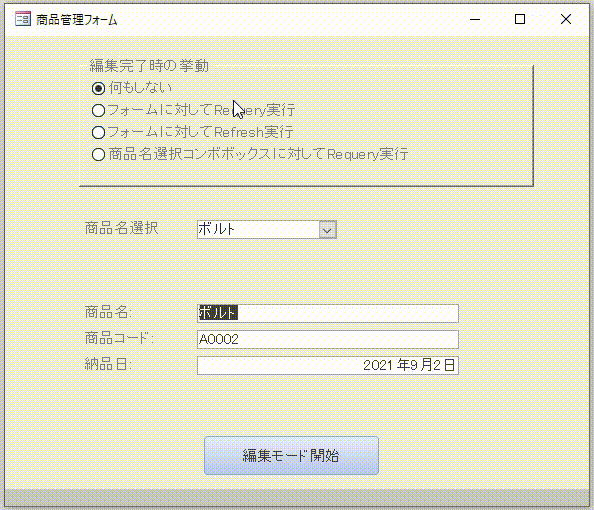 商品管理フォーム
編集完了時の挙動
何もしない
フォームに対してRequery実行
フォームに対してRefresh実行
商品名選択コンボボックスに対してRequery実行
商品名選択 ボルト
商品名: ボルト
商品コード: A0002
納品日: 2021年9月2日
編集モード開始